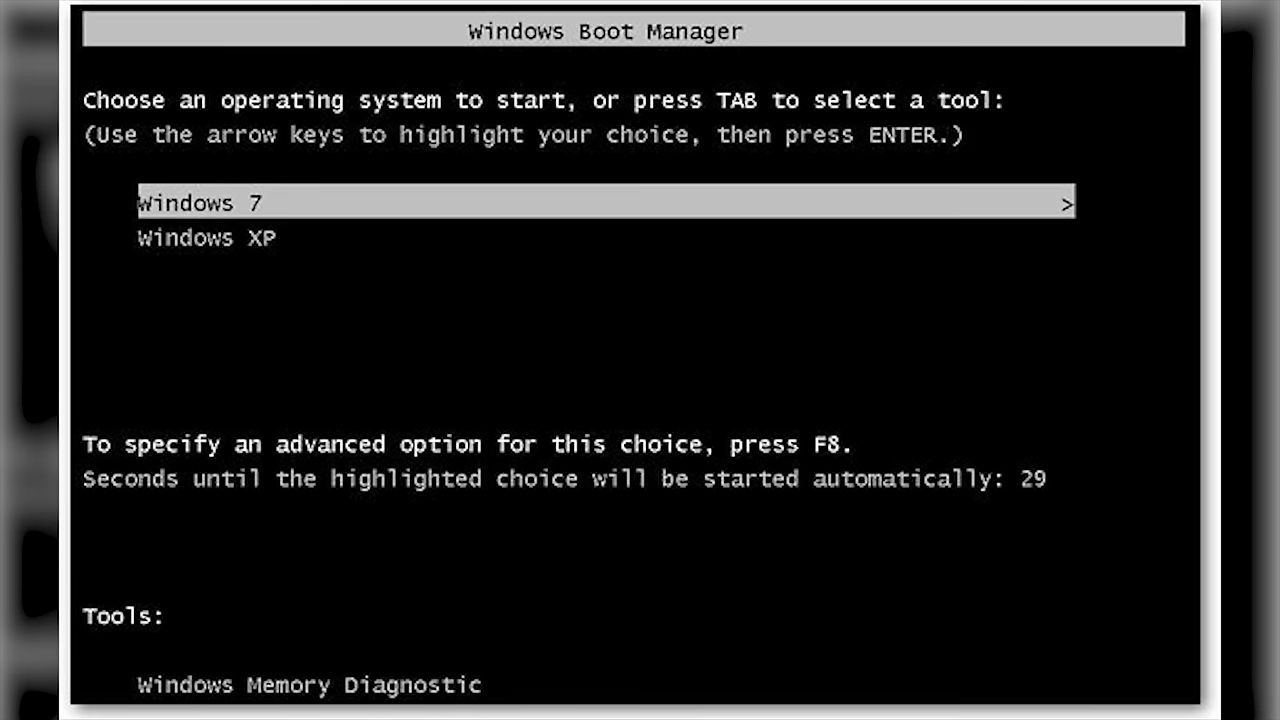 Windows Boot Manager
Choose an operating system to start, or press TAB to select a tool:
(Use the arrow keys to highlight your choice, then press ENTER.)
Windows 7 >
Windows XP
To specify an advanced option for this choice, press F8.
Seconds until the highlighted choice will be started automatically: 29
Tools:
Windows Memory Diagnostic